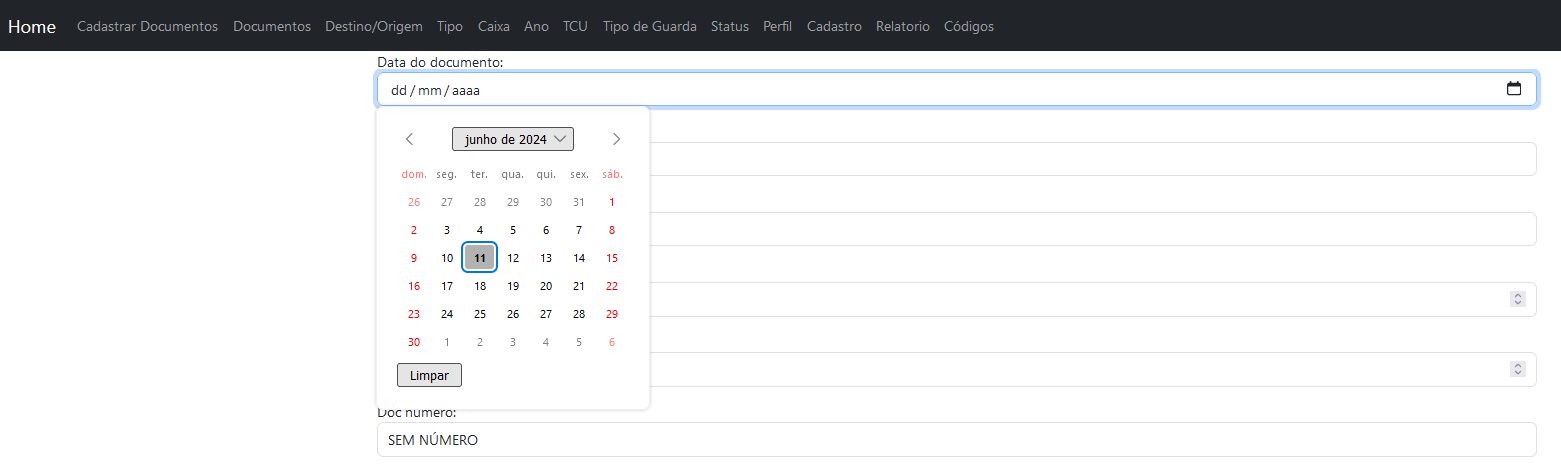 Home Cadastrar Documentos Documentos Destino/Origem Tipo Caixa Ano TCU Tipo de Guarda Status Perfil Cadastro Relatorio Códigos
Data do documento:
dd/mm/aaaa
junho de 2024
dom. seg. ter. qua. qui. sex. sáb.
26 27 28 29 30 31 1
2 3 4 5 6 7 8
9 10 11 12 13 14 15
16 17 18 19 20 21 22
23 24 25 26 27 28 29
30 1 2 3 4 5 6
Limpar
Doc número:
SEM NÚMERO